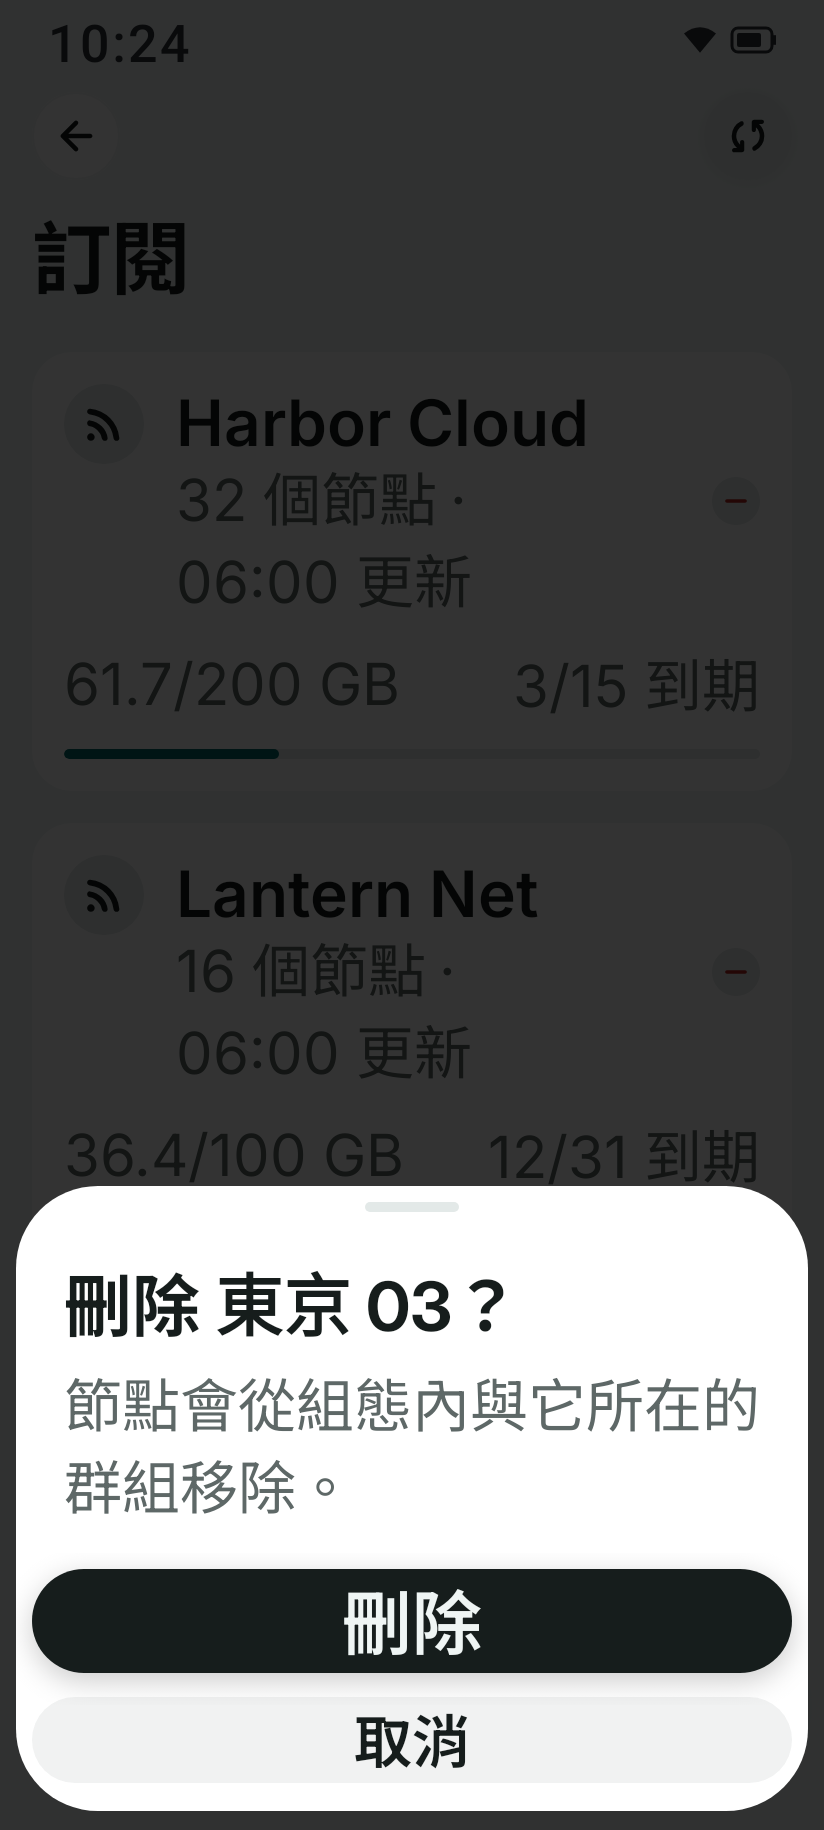 10:24
訂閱
Harbor Cloud
32 個節點 ·
06:00 更新
61.7/200 GB
3/15 到期
Lantern Net
16 個節點 ·
06:00 更新
36.4/100 GB
12/31 到期
刪除 東京 03？
節點會從組態內與它所在的
群組移除。
刪除
取消